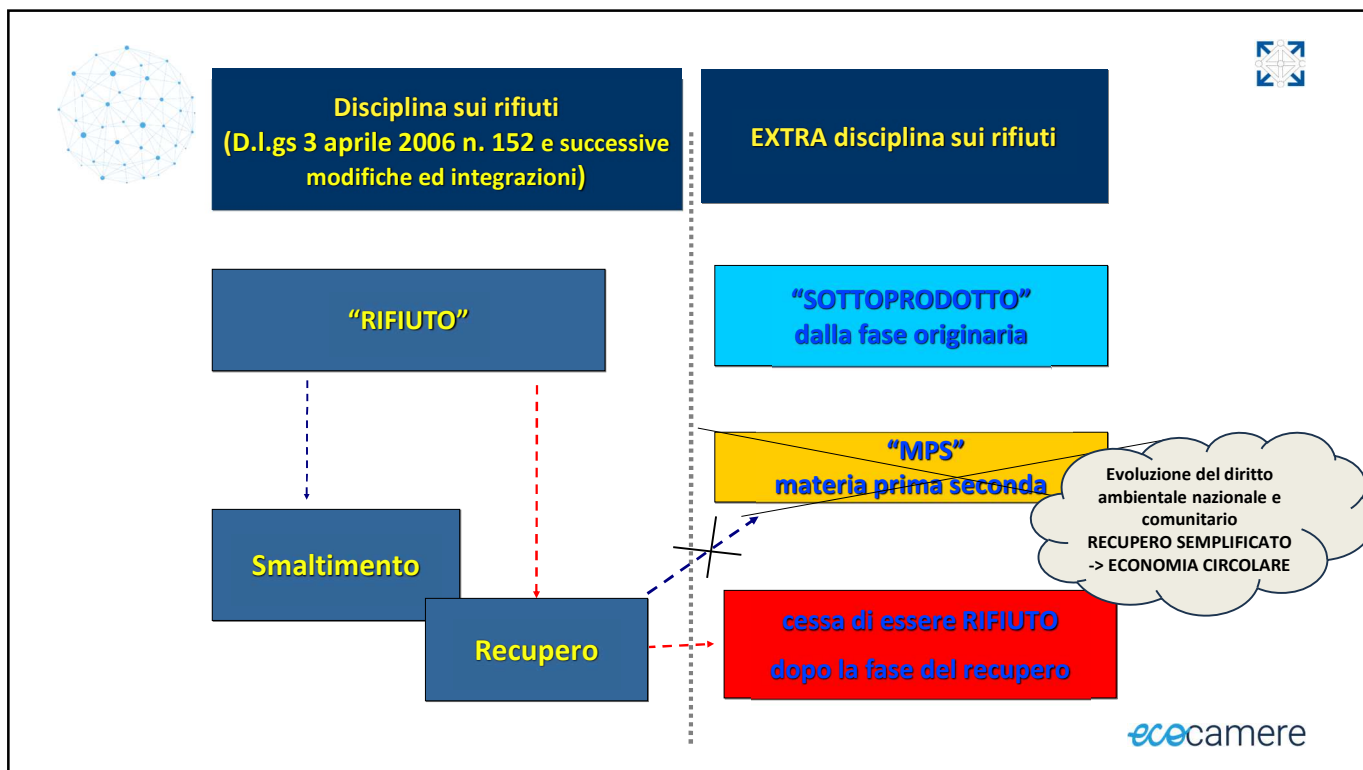 Disciplina sui rifiuti
(D.l.gs 3 aprile 2006 n. 152 e successive
modifiche ed integrazioni)
EXTRA disciplina sui rifiuti
“RIFIUTO”
“SOTTOPRODOTTO”
dalla fase originaria
“MPS”
materia prima seconda
Evoluzione del diritto
ambientale nazionale e
comunitario
RECUPERO SEMPLIFICATO
-> ECONOMIA CIRCOLARE
Smaltimento
Recupero
cessa di essere RIFIUTO
dopo la fase del recupero
ecocamere